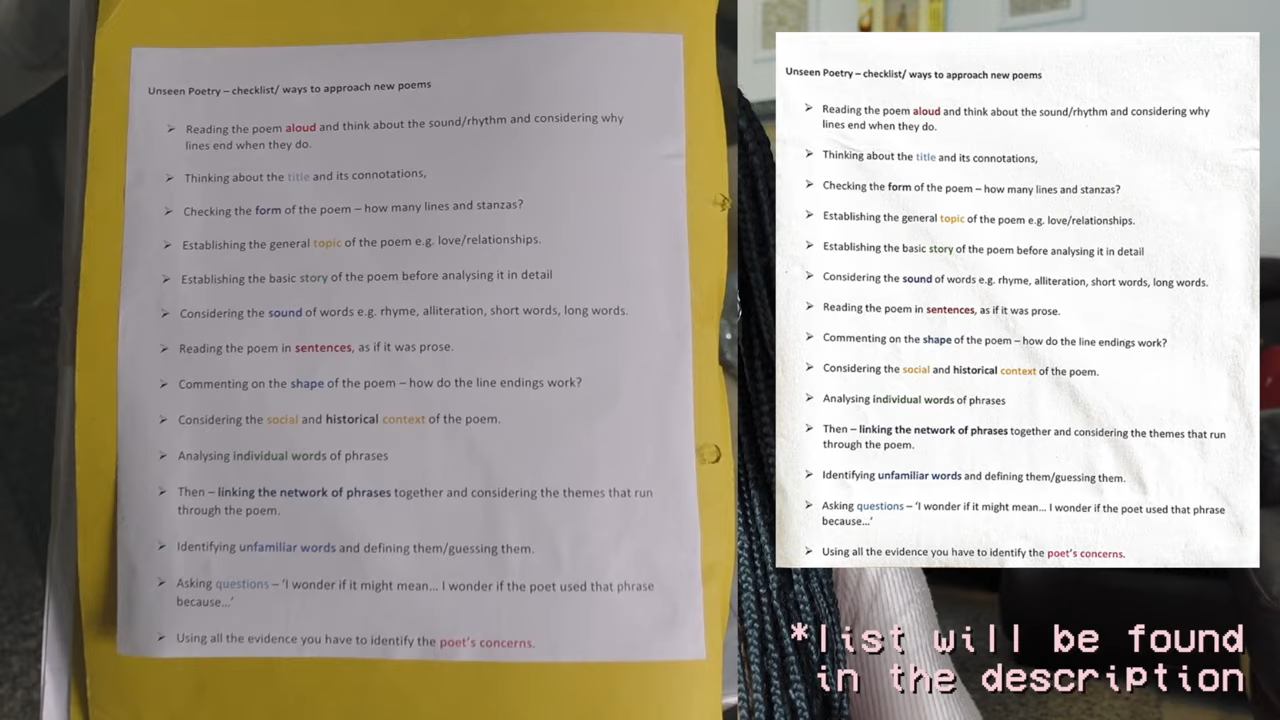 Unseen Poetry – checklist/ ways to approach new poems
➢ Reading the poem aloud and think about the sound/rhythm and considering why
lines end when they do.
➢ Thinking about the title and its connotations,
➢ Checking the form of the poem – how many lines and stanzas?
➢ Establishing the general topic of the poem e.g. love/relationships.
➢ Establishing the basic story of the poem before analysing it in detail
➢ Considering the sound of words e.g. rhyme, alliteration, short words, long words.
➢ Reading the poem in sentences, as if it was prose.
➢ Commenting on the shape of the poem – how do the line endings work?
➢ Considering the social and historical context of the poem.
➢ Analysing individual words of phrases
➢ Then – linking the network of phrases together and considering the themes that run
through the poem.
➢ Identifying unfamiliar words and defining them/guessing them.
➢ Asking questions – ‘I wonder if it might mean... I wonder if the poet used that phrase
because...’
➢ Using all the evidence you have to identify the poet’s concerns.
Unseen Poetry – checklist/ ways to approach new poems
➢ Reading the poem aloud and think about the sound/rhythm and considering why
lines end when they do.
➢ Thinking about the title and its connotations,
➢ Checking the form of the poem – how many lines and stanzas?
➢ Establishing the general topic of the poem e.g. love/relationships.
➢ Establishing the basic story of the poem before analysing it in detail
➢ Considering the sound of words e.g. rhyme, alliteration, short words, long words.
➢ Reading the poem in sentences, as if it was prose.
➢ Commenting on the shape of the poem – how do the line endings work?
➢ Considering the social and historical context of the poem.
➢ Analysing individual words of phrases
➢ Then – linking the network of phrases together and considering the themes that run
through the poem.
➢ Identifying unfamiliar words and defining them/guessing them.
➢ Asking questions – ‘I wonder if it might mean... I wonder if the poet used that phrase
because...’
➢ Using all the evidence you have to identify the poet’s concerns.
*list will be found
in the description